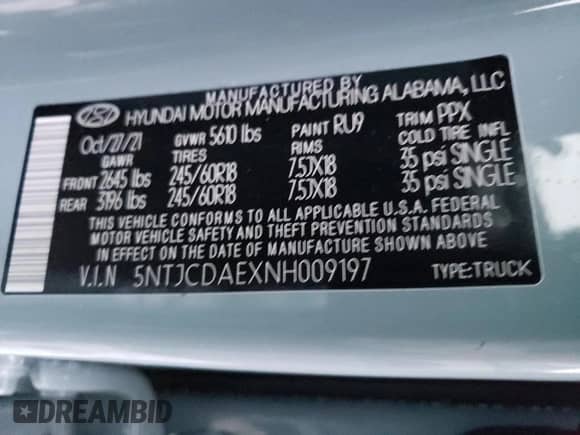 MANUFACTURED BY
HYUNDAI MOTOR MANUFACTURING ALABAMA, LLC
Oct/27/21 GVWR 5610 lbs PAINT RU9 TRIM PPX
GAWR TIRES RIMS COLD TIRE INFL
FRONT 2645 lbs 245/60R18 7.5JX18 35 psi SINGLE
REAR 3196 lbs 245/60R18 7.5JX18 35 psi SINGLE
THIS VEHICLE CONFORMS TO ALL APPLICABLE U.S.A. FEDERAL
MOTOR VEHICLE SAFETY AND THEFT PREVENTION STANDARDS
IN EFFECT ON THE DATE OF MANUFACTURE SHOWN ABOVE.
V.I.N 5NTJCDAEXNH009197 TYPE:TRUCK
DREAMBID